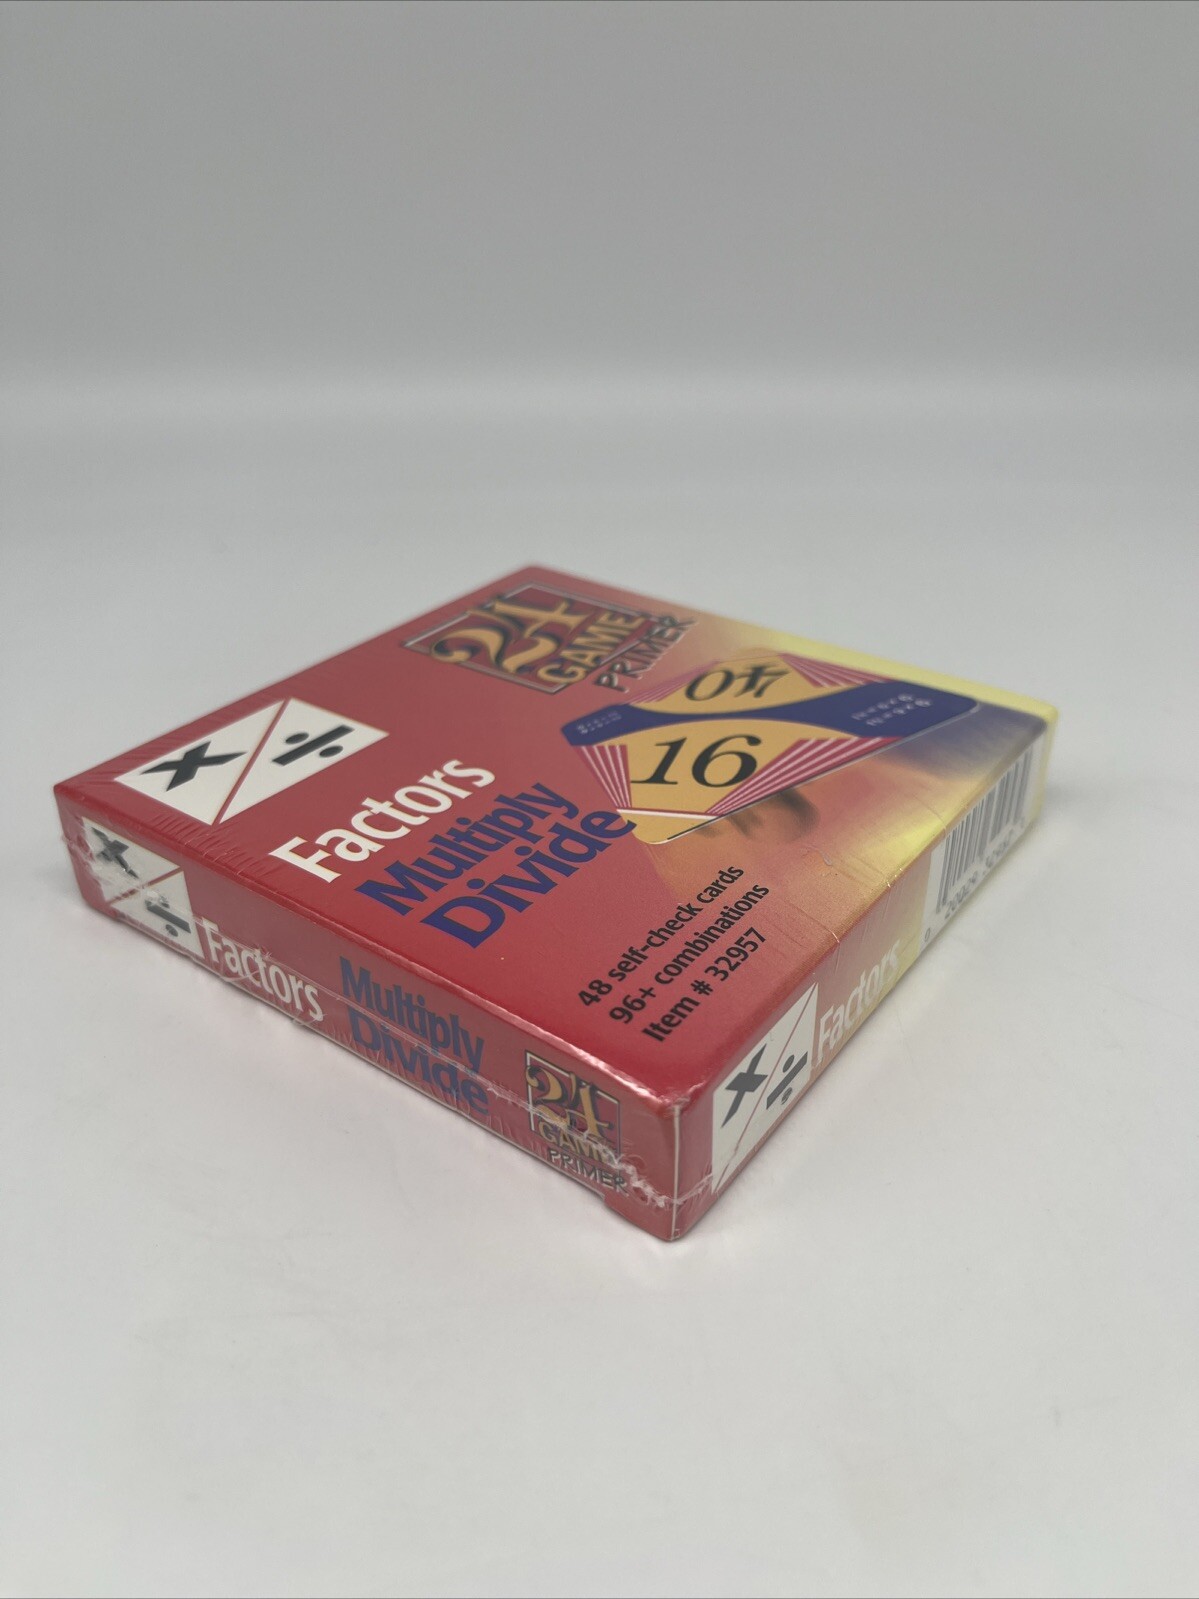 24
GAME
PRIMER
16
× ÷
Factors
Multiply
Divide
48 self-check cards
96+ combinations
Item # 32957
× ÷
Factors
Multiply
Divide
24
GAME
PRIMER
× ÷
Factors